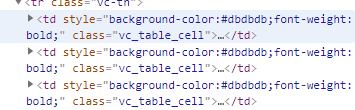 ▼<tr class="vc-th">
▶<td style="background-color:#dbdbdb;font-weight:
bold;" class="vc_table_cell">…</td>
▶<td style="background-color:#dbdbdb;font-weight:
bold;" class="vc_table_cell">…</td>
▶<td style="background-color:#dbdbdb;font-weight:
bold;" class="vc_table_cell">…</td>